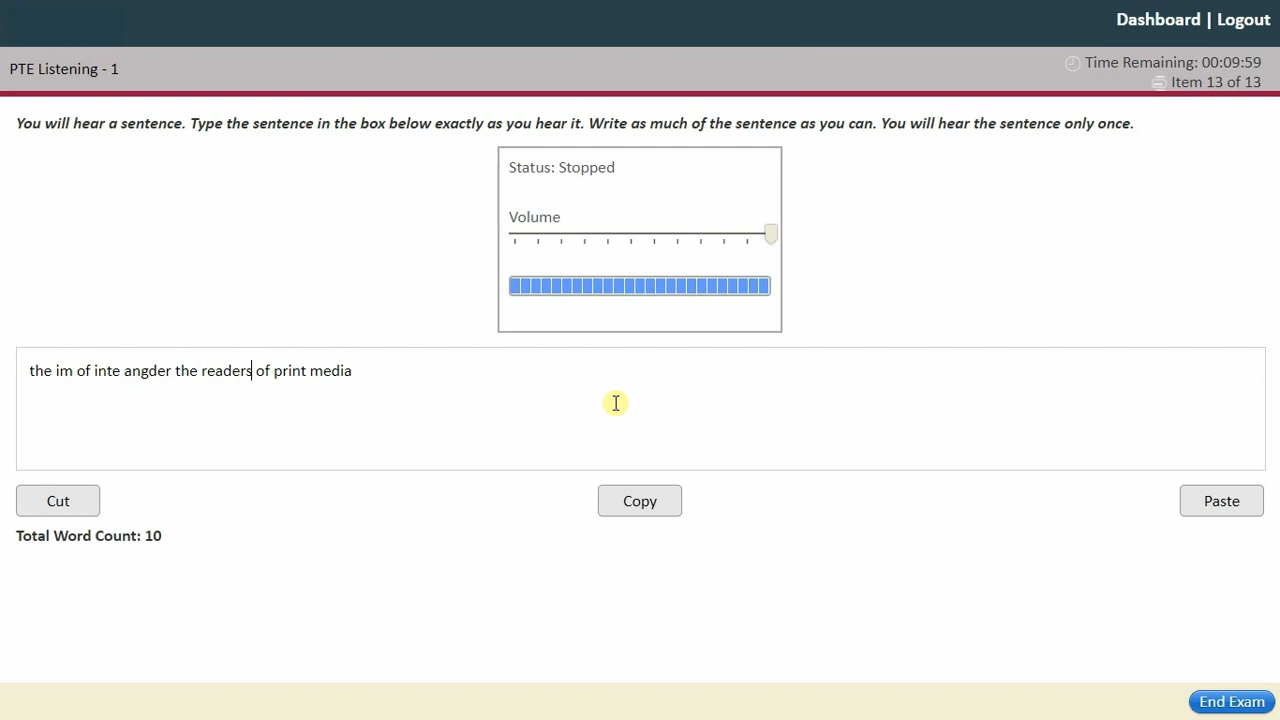 Dashboard | Logout
PTE Listening - 1
Time Remaining: 00:09:59
Item 13 of 13
You will hear a sentence. Type the sentence in the box below exactly as you hear it. Write as much of the sentence as you can. You will hear the sentence only once.
Status: Stopped
Volume
the im of inte angder the readers of print media
Cut
Copy
Paste
Total Word Count: 10
End Exam